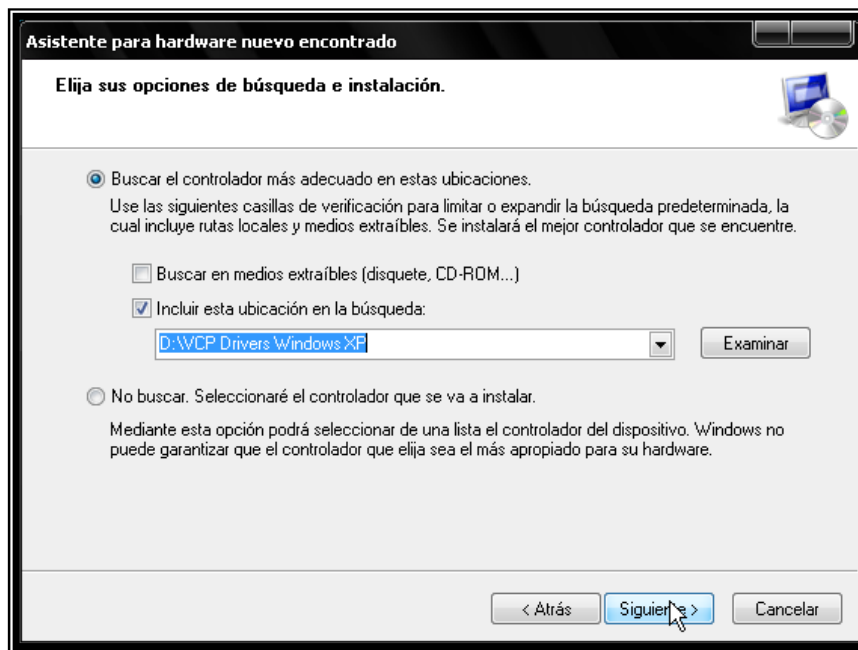 Asistente para hardware nuevo encontrado
Elija sus opciones de búsqueda e instalación.
Buscar el controlador más adecuado en estas ubicaciones.
Use las siguientes casillas de verificación para limitar o expandir la búsqueda predeterminada, la
cual incluye rutas locales y medios extraíbles. Se instalará el mejor controlador que se encuentre.
Buscar en medios extraíbles (disquete, CD-ROM...)
Incluir esta ubicación en la búsqueda:
D:\VCP Drivers Windows XP
Examinar
No buscar. Seleccionaré el controlador que se va a instalar.
Mediante esta opción podrá seleccionar de una lista el controlador del dispositivo. Windows no
puede garantizar que el controlador que elija sea el más apropiado para su hardware.
< Atrás
Siguiente >
Cancelar